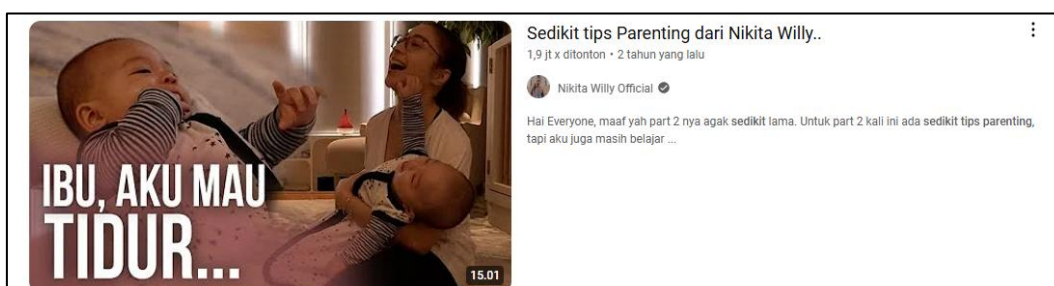 IBU, AKU MAU
TIDUR...
15.01
Sedikit tips Parenting dari Nikita Willy..
1,9 jt x ditonton • 2 tahun yang lalu
Nikita Willy Official
Hai Everyone, maaf yah part 2 nya agak sedikit lama. Untuk part 2 kali ini ada sedikit tips parenting,
tapi aku juga masih belajar ...